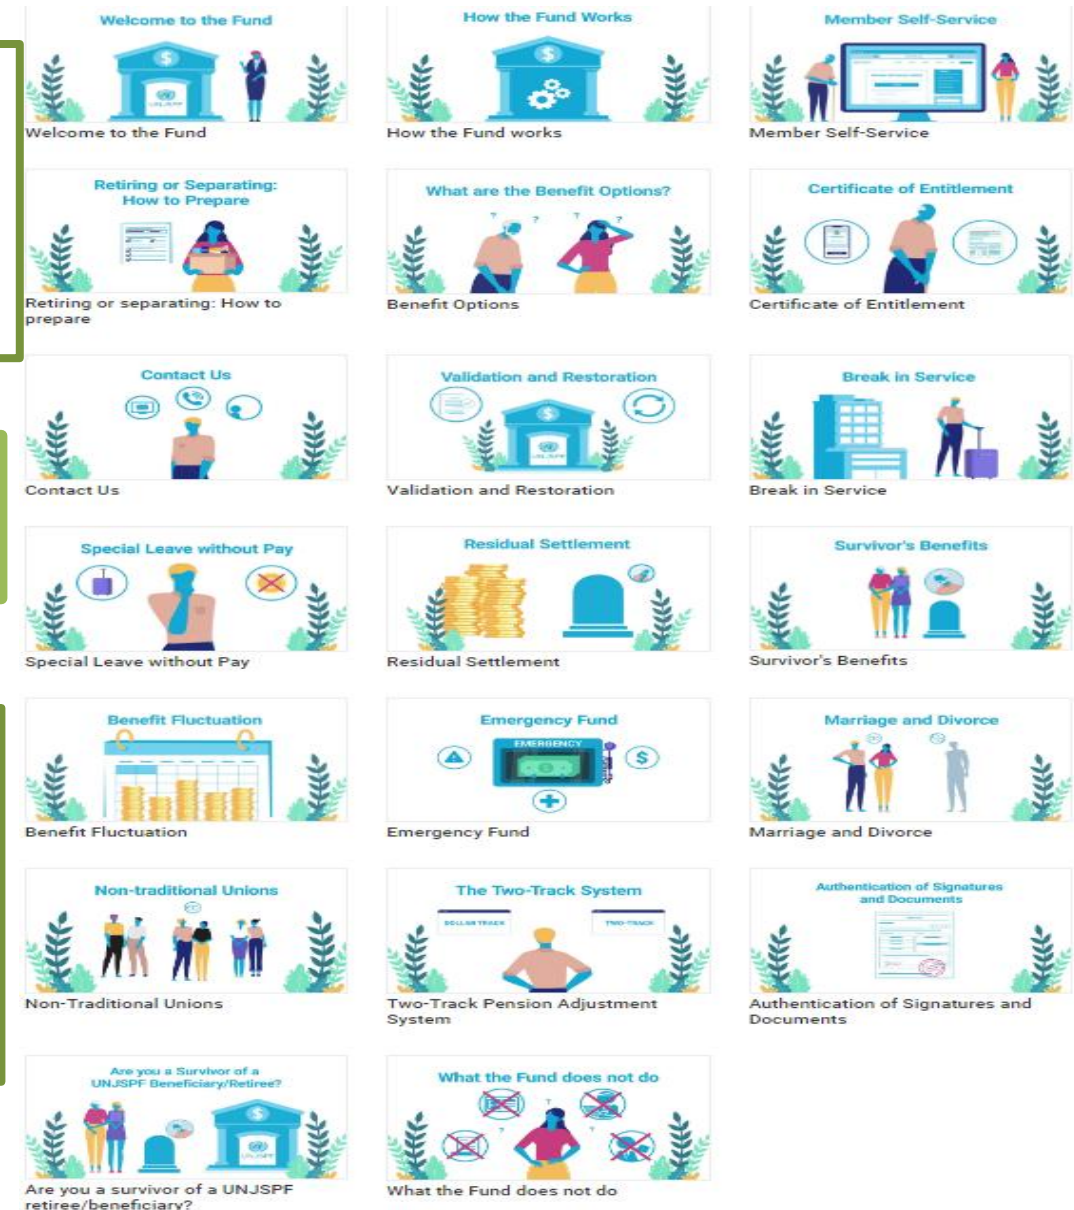 Welcome to the Fund
UNJSPF
Welcome to the Fund
How the Fund Works
How the Fund works
Member Self-Service
Member Self-Service
Retiring or Separating:
How to Prepare
Retiring or separating: How to
prepare
What are the Benefit Options?
Benefit Options
Certificate of Entitlement
Certificate of Entitlement
Contact Us
Contact Us
Validation and Restoration
Validation and Restoration
Break in Service
Break in Service
Special Leave without Pay
Special Leave without Pay
Residual Settlement
Residual Settlement
Survivor's Benefits
Survivor's Benefits
Benefit Fluctuation
Benefit Fluctuation
Emergency Fund
EMERGENCY
Emergency Fund
Marriage and Divorce
Marriage and Divorce
Non-traditional Unions
Non-Traditional Unions
The Two-Track System
DOLLAR TRACK
TWO-TRACK
Two-Track Pension Adjustment
System
Authentication of Signatures
and Documents
Authentication of Signatures and
Documents
Are you a Survivor of a
UNJSPF Beneficiary/Retiree?
Are you a survivor of a UNJSPF
retiree/beneficiary?
What the Fund does not do
What the Fund does not do